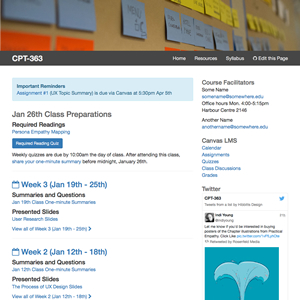 CPT-363
Home
Resources
Syllabus
Edit this Page
Important Reminders
Assignment #1 (UX Topic Summary) is due via Canvas at 5:30pm Apr 5th
Jan 26th Class Preparations
Required Readings
Persona Empathy Mapping
Required Reading Quiz
Weekly quizzes are due by 10:00am the day of class. After attending this class,
share your one-minute summary before midnight, January 26th.
Week 3 (Jan 19th - 25th)
Summaries and Questions
Jan 19th Class One-minute Summaries
Presented Slides
User Research Slides
View all of Week 3 (Jan 19th - 25th)
Week 2 (Jan 12th - 18th)
Summaries and Questions
Jan 12th Class One-minute Summaries
Presented Slides
The Process of UX Design Slides
View all of Week 2 (Jan 12th - 18th)
Course Facilitators
Some Name
somename@somewhere.edu
Office hours Mon, 4:00-5:15pm
Harbour Centre 2146
Another Name
anothername@somewhere.edu
Canvas LMS
Calendar
Assignments
Quizzes
Class Discussions
Grades
Twitter
CPT-363
Tweets from a list by Hibbitts Design
Indi Young
@indiyoung
Let me know if you'd be interested in buying
posters of the Chapter illustrations from Practical
Empathy. Click Like
Retweeted by Rosenfeld Media